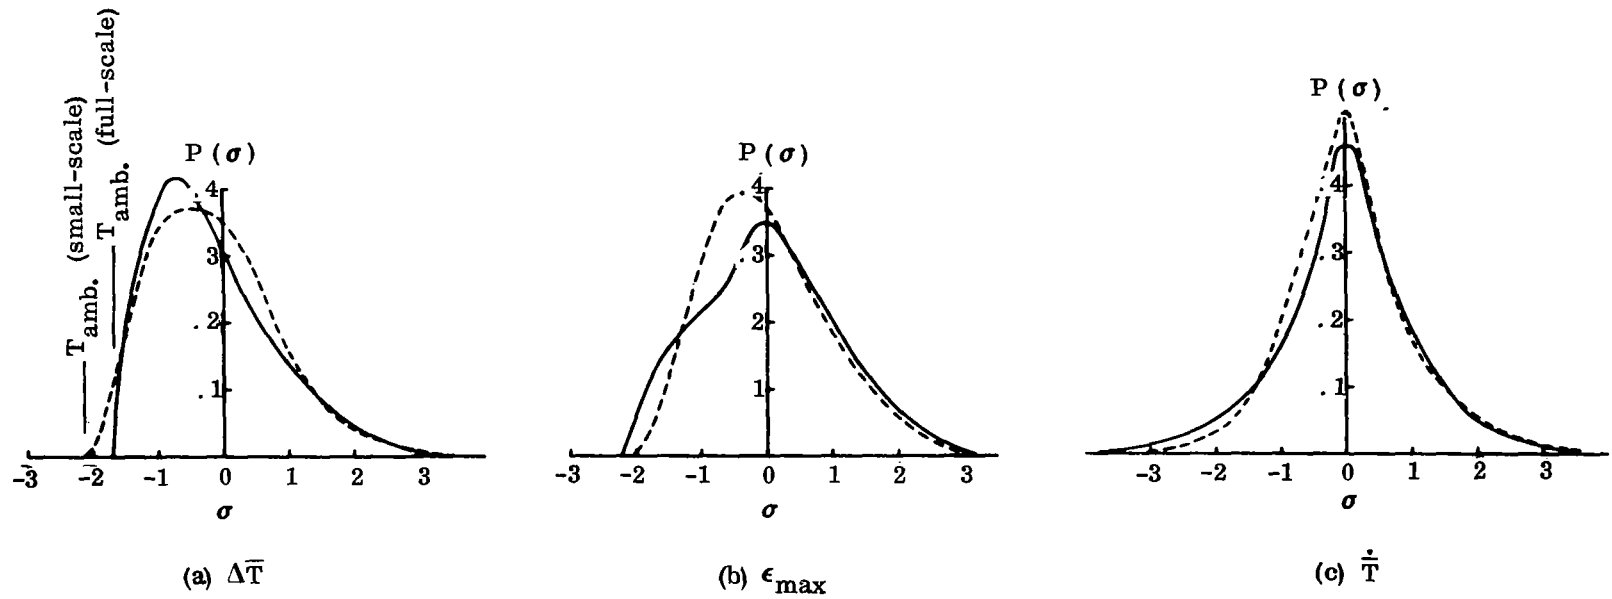 T amb. (small-scale)
T amb. (full-scale)
P (σ)
4
3
.2
.1
-3 -2 -1 0 1 2 3
σ
(a) ΔT̅
P (σ)
4
3
2
1
-3 -2 -1 0 1 2 3
σ
(b) ϵ max
P (σ)
4
.3
.2
.1
-3 -2 -1 0 1 2 3
σ
(c) Ṫ̅